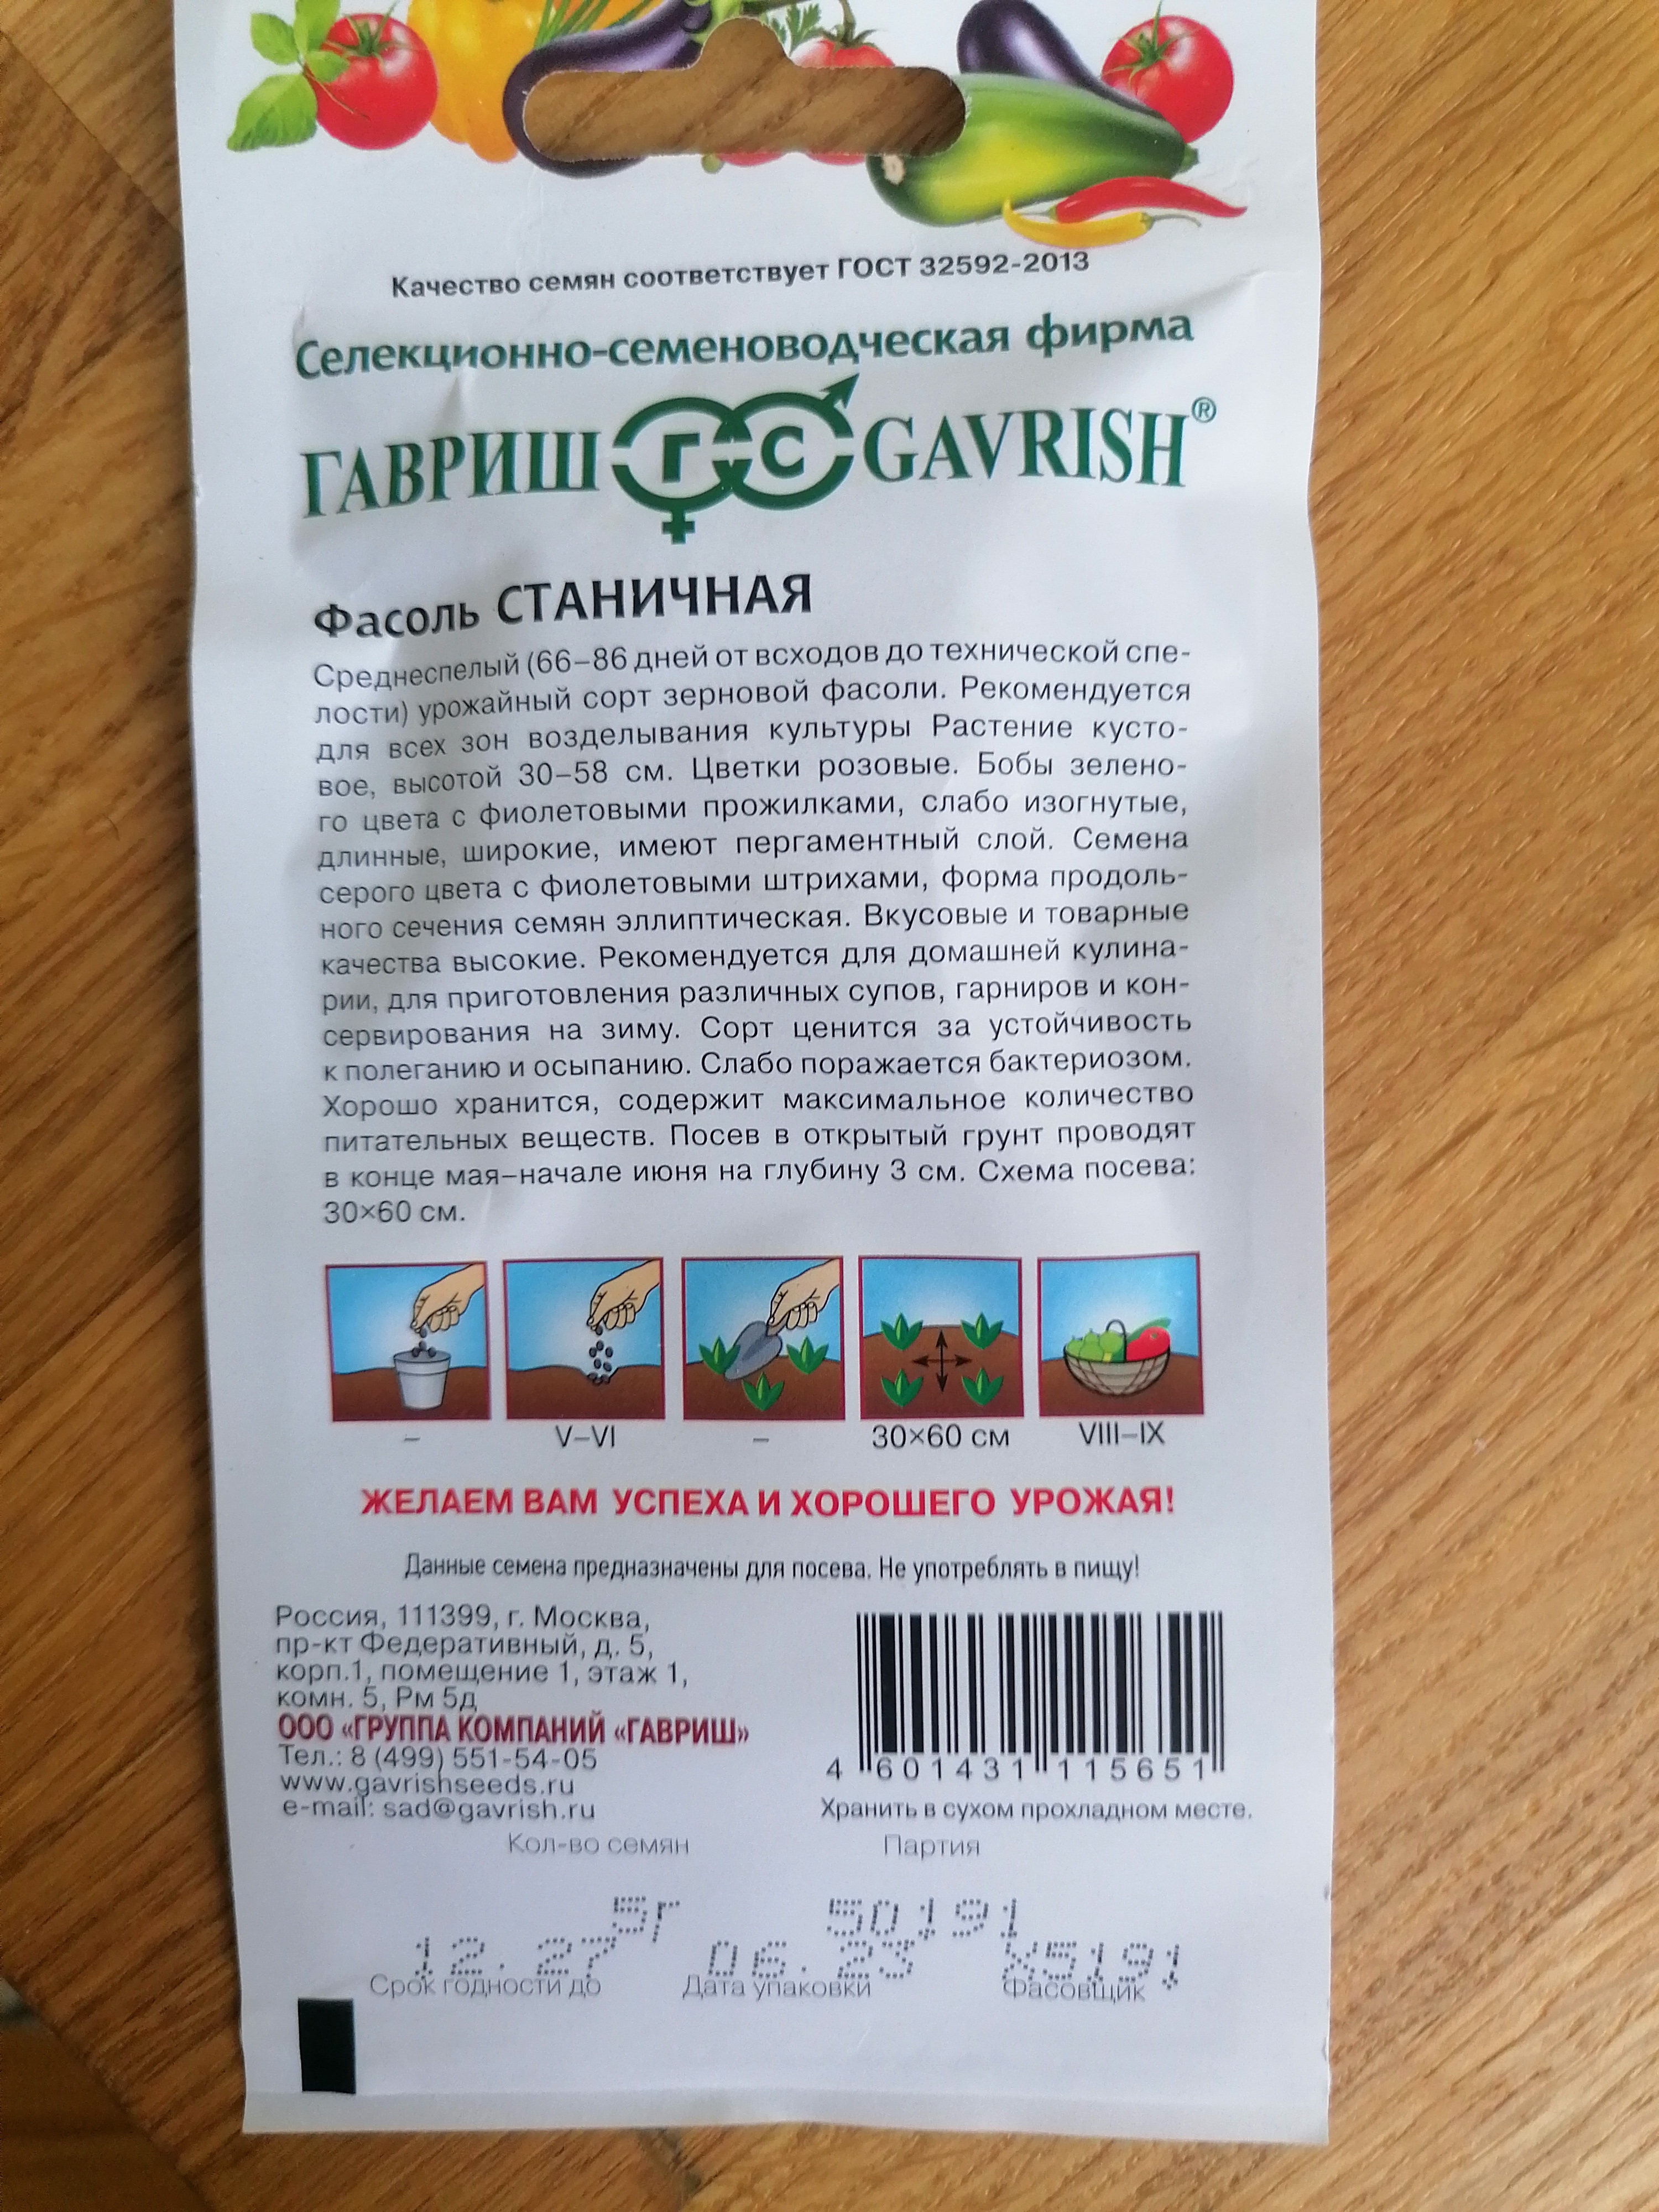 Качество семян соответствует ГОСТ 32592-2013
Селекционно-семеноводческая фирма
ГАВРИШ ГС GAVRISH®
Фасоль СТАНИЧНАЯ
Среднеспелый (66–86 дней от всходов до технической спе-
лости) урожайный сорт зерновой фасоли. Рекомендуется
для всех зон возделывания культуры Растение кусто-
вое, высотой 30–58 см. Цветки розовые. Бобы зелено-
го цвета с фиолетовыми прожилками, слабо изогнутые,
длинные, широкие, имеют пергаментный слой. Семена
серого цвета с фиолетовыми штрихами, форма продоль-
ного сечения семян эллиптическая. Вкусовые и товарные
качества высокие. Рекомендуется для домашней кулина-
рии, для приготовления различных супов, гарниров и кон-
сервирования на зиму. Сорт ценится за устойчивость
к полеганию и осыпанию. Слабо поражается бактериозом.
Хорошо хранится, содержит максимальное количество
питательных веществ. Посев в открытый грунт проводят
в конце мая–начале июня на глубину 3 см. Схема посева:
30×60 см.
– V–VI – 30×60 см VIII–IX
ЖЕЛАЕМ ВАМ УСПЕХА И ХОРОШЕГО УРОЖАЯ!
Данные семена предназначены для посева. Не употреблять в пищу!
Россия, 111399, г. Москва,
пр-кт Федеративный, д. 5,
корп.1, помещение 1, этаж 1,
комн. 5, Рм 5д
ООО «ГРУППА КОМПАНИЙ «ГАВРИШ»
Тел.: 8 (499) 551-54-05
www.gavrishseeds.ru
e-mail: sad@gavrish.ru
4 601431 115651
Хранить в сухом прохладном месте.
Кол-во семян Партия
5Г 50191
12.27 06.23 X5191
Срок годности до Дата упаковки Фасовщик